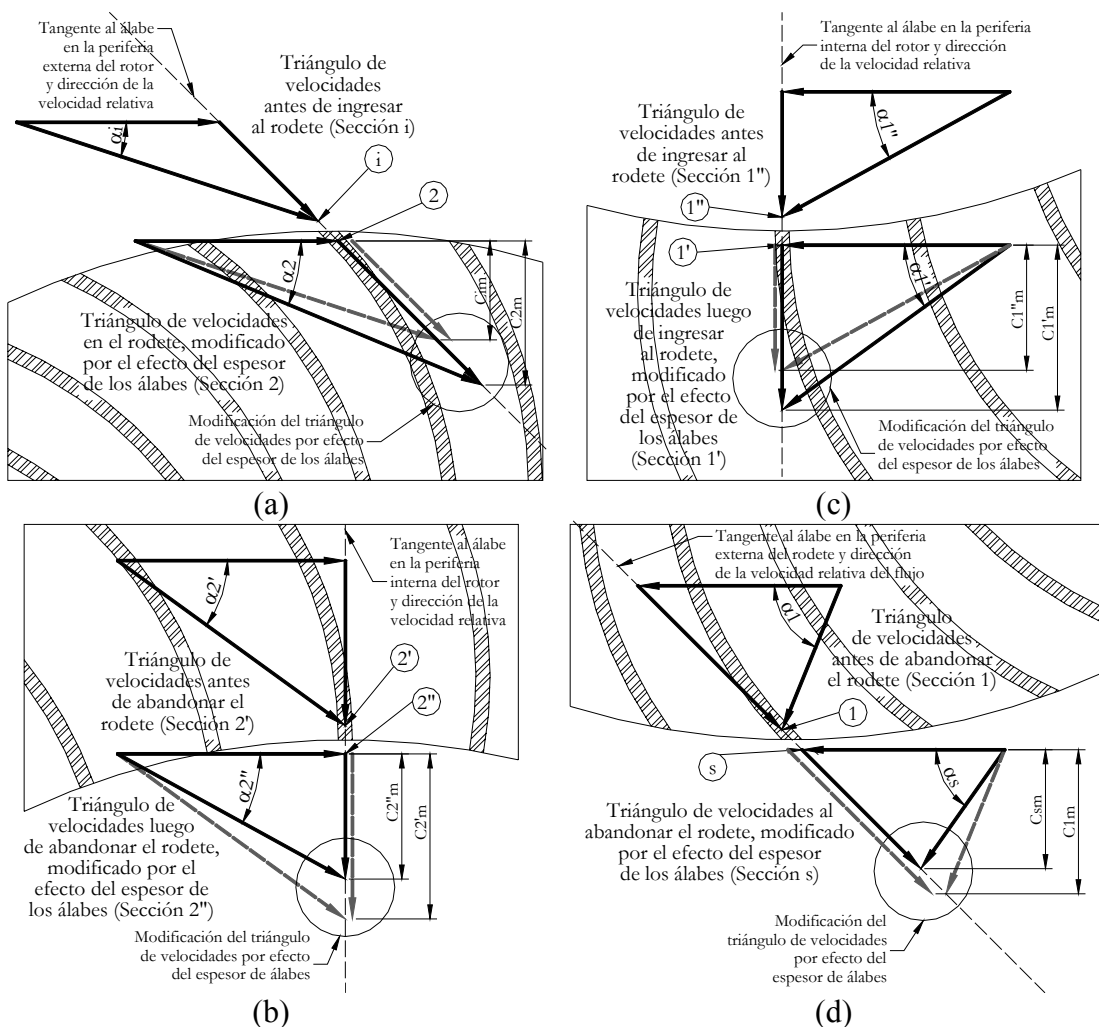 Tangente al álabe
en la periferia
externa del rotor
y dirección de la
velocidad relativa
Triángulo de
velocidades
antes de ingresar
al rodete (Sección i)
αi
i
2
α2
Cim
C2m
Triángulo de velocidades
en el rodete, modificado
por el efecto del espesor
de los álabes (Sección 2)
Modificación del triángulo
de velocidades por efecto
del espesor de los álabes
(a)
Tangente al álabe en la periferia
interna del rotor y dirección
de la velocidad relativa
Triángulo de
velocidades antes
de ingresar al
rodete (Sección 1")
α1"
1"
1'
α1'
C1"m
C1'm
Triángulo de
velocidades luego
de ingresar
al rodete,
modificado
por el efecto
del espesor de
los álabes
(Sección 1')
Modificación del triángulo
de velocidades por efecto
del espesor de los álabes
(c)
Tangente al álabe
en la periferia
interna del rotor
y dirección de la
velocidad relativa
α2'
Triángulo de
velocidades antes
de abandonar el
rodete (Sección 2')
2'
2"
α2"
C2"m
C2'm
Triángulo de
velocidades luego
de abandonar el rodete,
modificado por el
efecto del espesor de
los álabes (Sección 2")
Modificación del triángulo
de velocidades por efecto
del espesor de álabes
(b)
Tangente al álabe en la periferia
externa del rodete y dirección
de la velocidad relativa del flujo
α1
Triángulo
de velocidades
antes de abandonar
el rodete (Sección 1)
1
s
αs
Csm
C1m
Triángulo de velocidades al
abandonar el rodete, modificado
por el efecto del espesor
de los álabes (Sección s)
Modificación del
triángulo de velocidades
por efecto del
espesor de álabes
(d)